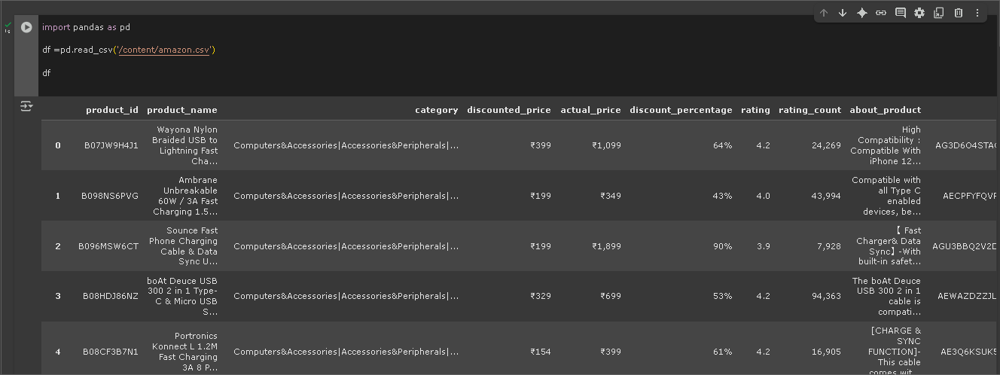 import pandas as pd
df =pd.read_csv('/content/amazon.csv')
df
product_id product_name category discounted_price actual_price discount_percentage rating rating_count about_product
0 B07JW9H4J1 Wayona Nylon Braided USB to Lightning Fast Cha... Computers&Accessories|Accessories&Peripherals|... ₹399 ₹1,099 64% 4.2 24,269 High Compatibility : Compatible With iPhone 12... AG3D6O4STAQ
1 B098NS6PVG Ambrane Unbreakable 60W / 3A Fast Charging 1.5... Computers&Accessories|Accessories&Peripherals|... ₹199 ₹349 43% 4.0 43,994 Compatible with all Type C enabled devices, be... AECPFYFQVR
2 B096MSW6CT Sounce Fast Phone Charging Cable & Data Sync U... Computers&Accessories|Accessories&Peripherals|... ₹199 ₹1,899 90% 3.9 7,928 【 Fast Charger& Data Sync】-With built-in safet... AGU3BBQ2V2D
3 B08HDJ86NZ boAt Deuce USB 300 2 in 1 Type-C & Micro USB S... Computers&Accessories|Accessories&Peripherals|... ₹329 ₹699 53% 4.2 94,363 The boAt Deuce USB 300 2 in 1 cable is compati... AEWAZDZZJL
4 B08CF3B7N1 Portronics Konnect L 1.2M Fast Charging 3A 8 P... Computers&Accessories|Accessories&Peripherals|... ₹154 ₹399 61% 4.2 16,905 [CHARGE & SYNC FUNCTION]- This cable comes wit... AE3Q6KSUK5